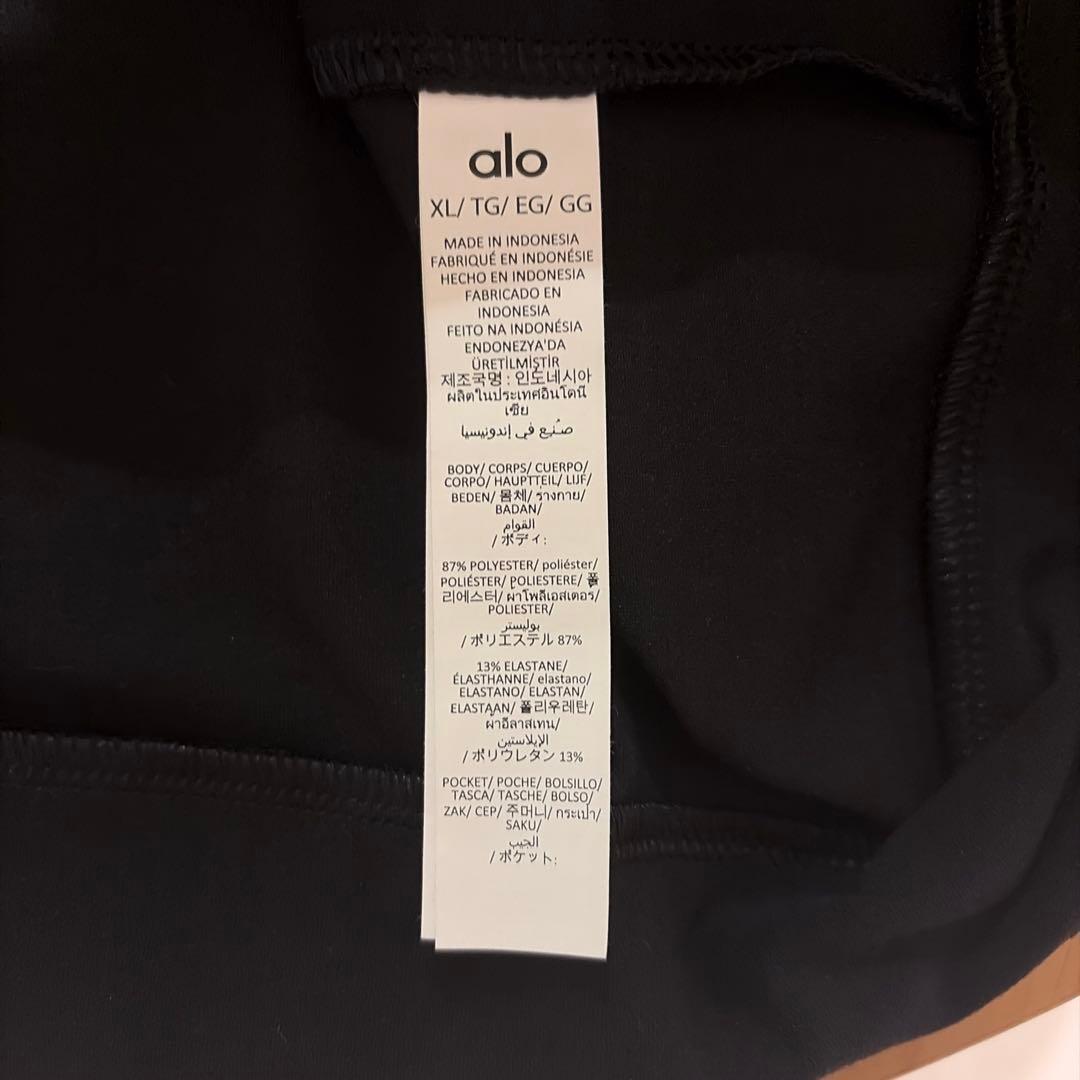 alo
XL/ TG/ EG/ GG
MADE IN INDONESIA
FABRIQUÉ EN INDONÉSIE
HECHO EN INDONESIA
FABRICADO EN
INDONESIA
FEITO NA INDONÉSIA
ENDONEZYA'DA
ÜRETİLMİŞTİR
제조국명 : 인도네시아
ผลิตในประเทศอินโดนี
เซีย
صُنع في إندونيسيا
BODY/ CORPS/ CUERPO/
CORPO/ HAUPTTEIL/ LIJF/
BEDEN/ 몸체/ ร่างกาย/
BADAN/
القوام
/ ボディ:
87% POLYESTER/ poliéster/
POLIÉSTER/ POLIESTERE/ 폴
리에스터/ ผ้าโพลีเอสเตอร์/
POLIESTER/
بوليستر
/ ポリエステル 87%
13% ELASTANE/
ÉLASTHANNE/ elastano/
ELASTANO/ ELASTAN/
ELASTAAN/ 폴리우레탄/
ผ้าอีลาสเทน/
الإيلاستين
/ ポリウレタン 13%
POCKET/ POCHE/ BOLSILLO/
TASCA/ TASCHE/ BOLSO/
ZAK/ CEP/ 주머니/ กระเป๋า/
SAKU/
الجيب
/ ポケット: